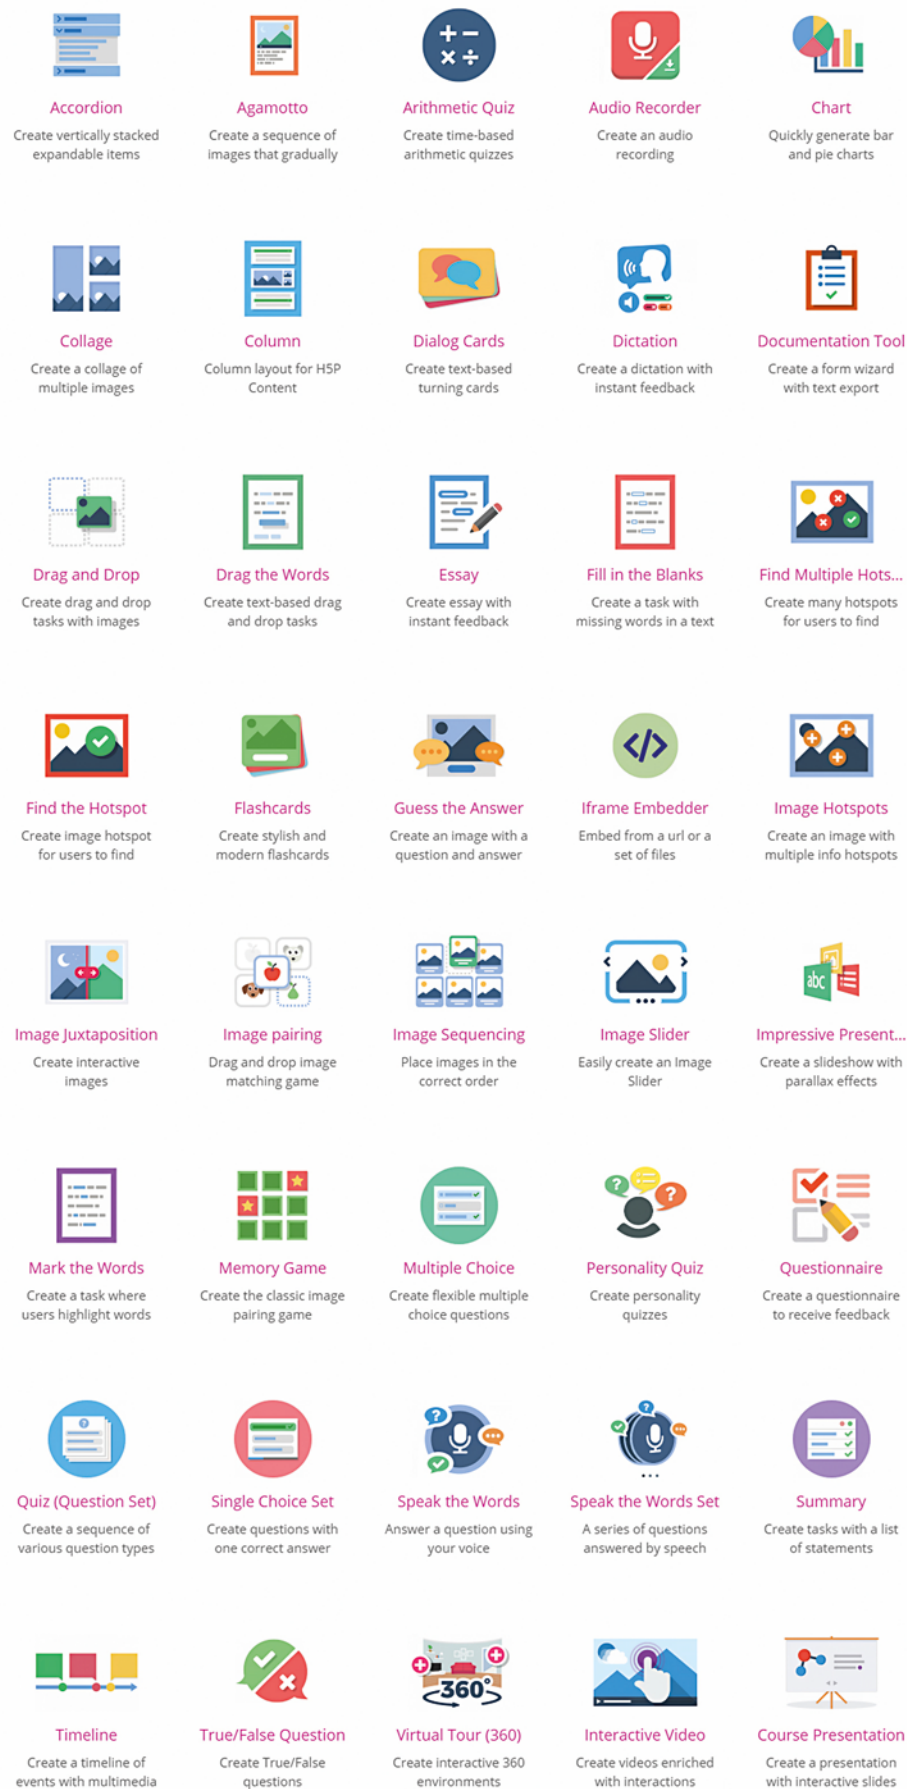 Accordion
Create vertically stacked
expandable items
Agamotto
Create a sequence of
images that gradually
Arithmetic Quiz
Create time-based
arithmetic quizzes
Audio Recorder
Create an audio
recording
Chart
Quickly generate bar
and pie charts
Collage
Create a collage of
multiple images
Column
Column layout for H5P
Content
Dialog Cards
Create text-based
turning cards
Dictation
Create a dictation with
instant feedback
Documentation Tool
Create a form wizard
with text export
Drag and Drop
Create drag and drop
tasks with images
Drag the Words
Create text-based drag
and drop tasks
Essay
Create essay with
instant feedback
Fill in the Blanks
Create a task with
missing words in a text
Find Multiple Hots...
Create many hotspots
for users to find
Find the Hotspot
Create image hotspot
for users to find
Flashcards
Create stylish and
modern flashcards
Guess the Answer
Create an image with a
question and answer
Iframe Embedder
Embed from a url or a
set of files
Image Hotspots
Create an image with
multiple info hotspots
Image Juxtaposition
Create interactive
images
Image pairing
Drag and drop image
matching game
Image Sequencing
Place images in the
correct order
Image Slider
Easily create an Image
Slider
abc
Impressive Present...
Create a slideshow with
parallax effects
Mark the Words
Create a task where
users highlight words
Memory Game
Create the classic image
pairing game
Multiple Choice
Create flexible multiple
choice questions
Personality Quiz
Create personality
quizzes
Questionnaire
Create a questionnaire
to receive feedback
Quiz (Question Set)
Create a sequence of
various question types
Single Choice Set
Create questions with
one correct answer
Speak the Words
Answer a question using
your voice
Speak the Words Set
A series of questions
answered by speech
Summary
Create tasks with a list
of statements
Timeline
Create a timeline of
events with multimedia
True/False Question
Create True/False
questions
360°
Virtual Tour (360)
Create interactive 360
environments
Interactive Video
Create videos enriched
with interactions
Course Presentation
Create a presentation
with interactive slides